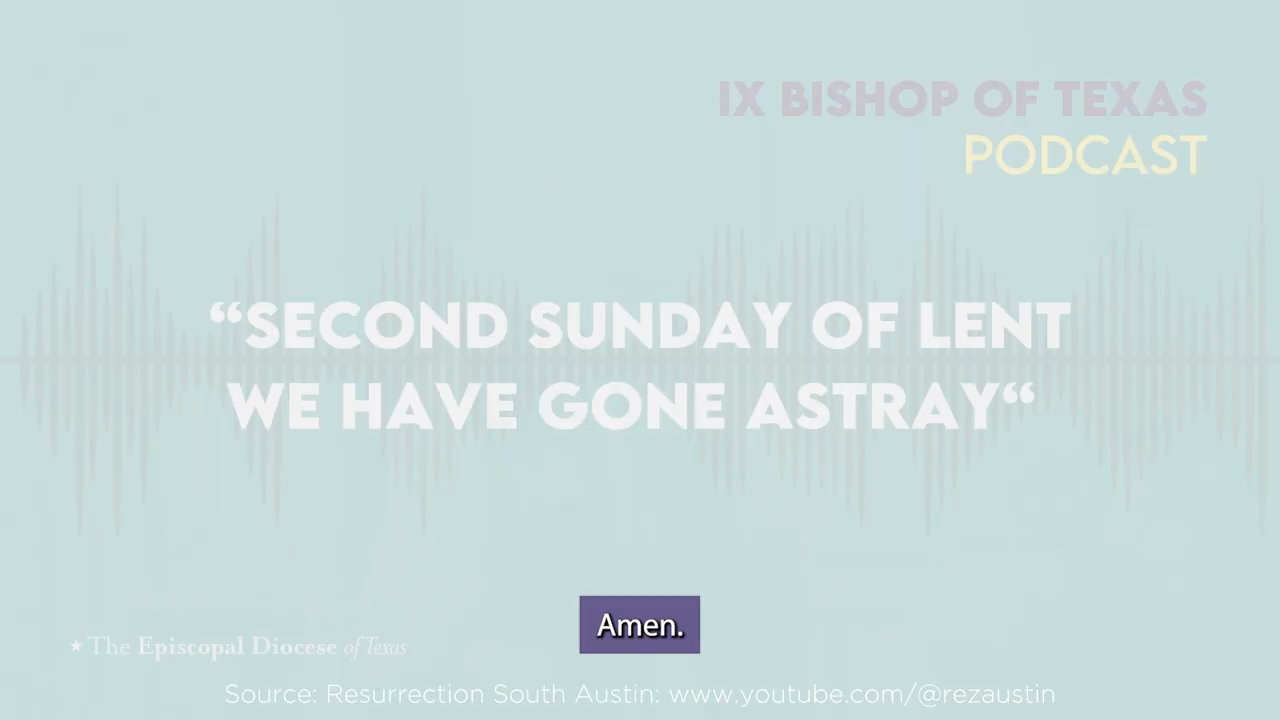 IX BISHOP OF TEXAS
PODCAST
“SECOND SUNDAY OF LENT
WE HAVE GONE ASTRAY“
Amen.
The Episcopal Diocese of Texas
Source: Resurrection South Austin: www.youtube.com/@rezaustin